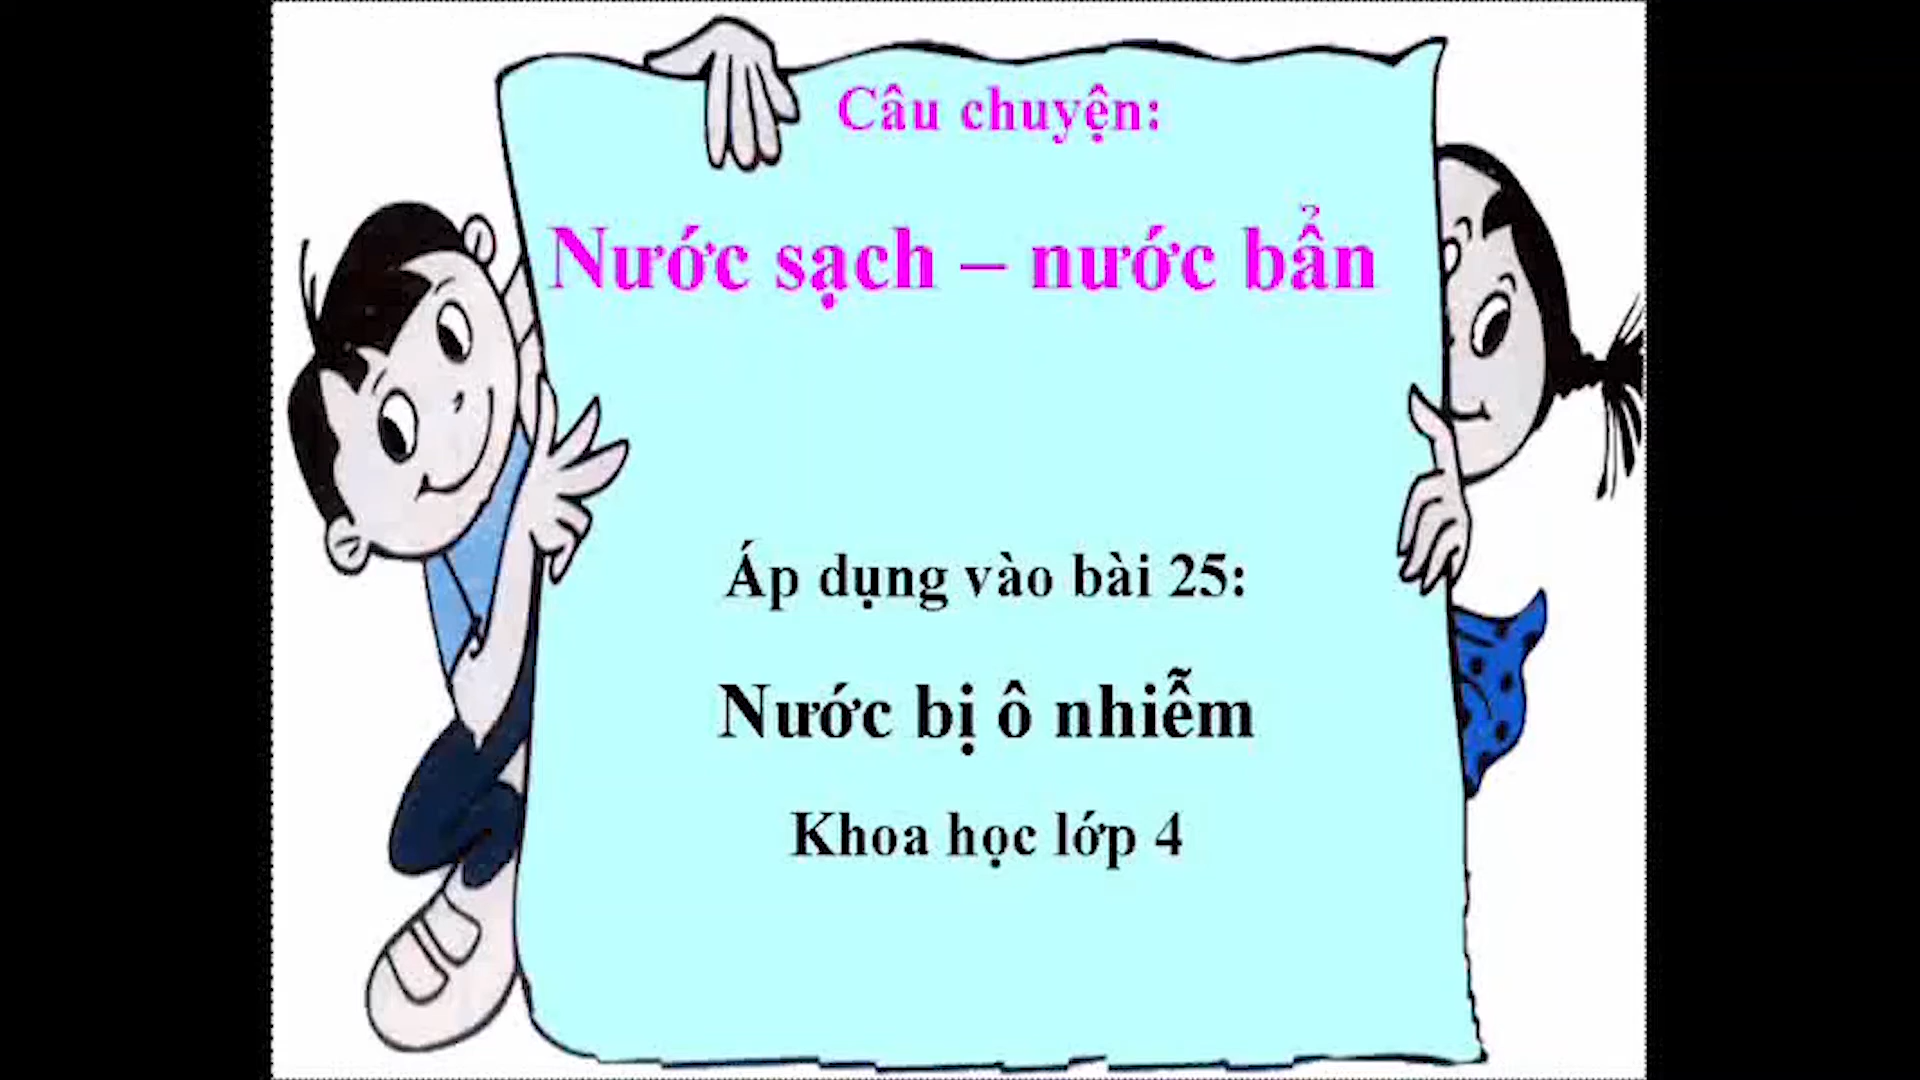 Câu chuyện:
Nước sạch – nước bẩn
Áp dụng vào bài 25:
Nước bị ô nhiễm
Khoa học lớp 4